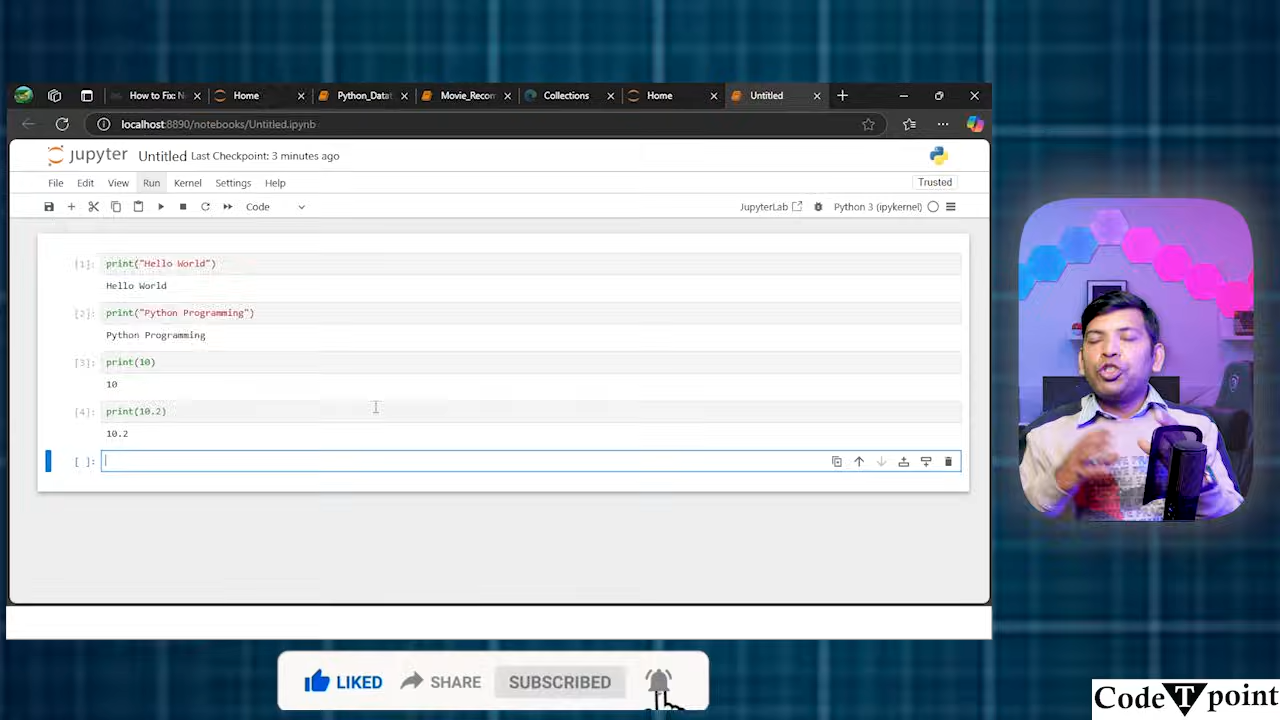 How to Fix: N
Home
Python_Data
Movie_Recon
Collections
Home
Untitled
localhost:8890/notebooks/Untitled.ipynb
jupyter Untitled Last Checkpoint: 3 minutes ago
File Edit View Run Kernel Settings Help
Trusted
Code
JupyterLab
Python 3 (ipykernel)
[1]: print("Hello World")
Hello World
[2]: print("Python Programming")
Python Programming
[3]: print(10)
10
[4]: print(10.2)
10.2
[ ]:
LIKED SHARE SUBSCRIBED
Code T point